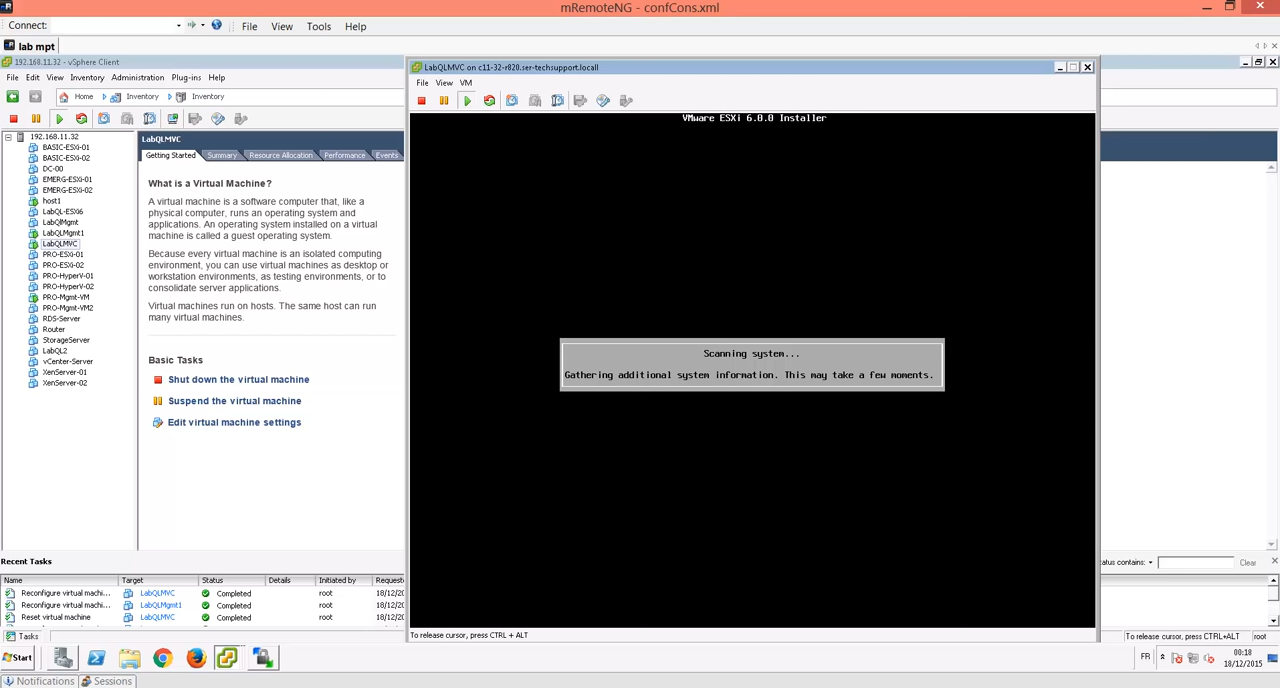 mRemoteNG - confCons.xml
Connect: File View Tools Help
lab mpt
192.168.11.32 - vSphere Client
File Edit View Inventory Administration Plug-ins Help
Home Inventory Inventory
192.168.11.32
BASIC-ESXi-01
BASIC-ESXi-02
DC-00
EMERG-ESXi-01
EMERG-ESXi-02
host1
LabQL-ESXi6
LabQlMgmt
LabQLMgmt1
LabQLMVC
PRO-ESXi-01
PRO-ESXi-02
PRO-HyperV-01
PRO-HyperV-02
PRO-Mgmt-VM
PRO-Mgmt-VM2
RDS-Server
Router
StorageServer
LabQL2
vCenter-Server
XenServer-01
XenServer-02
LabQLMVC
Getting Started Summary Resource Allocation Performance Events
What is a Virtual Machine?
A virtual machine is a software computer that, like a
physical computer, runs an operating system and
applications. An operating system installed on a virtual
machine is called a guest operating system.
Because every virtual machine is an isolated computing
environment, you can use virtual machines as desktop or
workstation environments, as testing environments, or to
consolidate server applications.
Virtual machines run on hosts. The same host can run
many virtual machines.
Basic Tasks
Shut down the virtual machine
Suspend the virtual machine
Edit virtual machine settings
LabQLMVC on c11-32-r820.ser-techsupport.locall
File View VM
VMware ESXi 6.0.0 Installer
Scanning system...
Gathering additional system information. This may take a few moments.
To release cursor, press CTRL + ALT
Recent Tasks
atus contains: Clear
Name Target Status Details Initiated by Requeste
Reconfigure virtual machi... LabQLMVC Completed root 18/12/20
Reconfigure virtual machi... LabQLMgmt1 Completed root 18/12/20
Reset virtual machine LabQLMVC Completed root 18/12/20
Tasks
To release cursor, press CTRL+ALT root
Start
FR
00:18
18/12/2015
Notifications Sessions